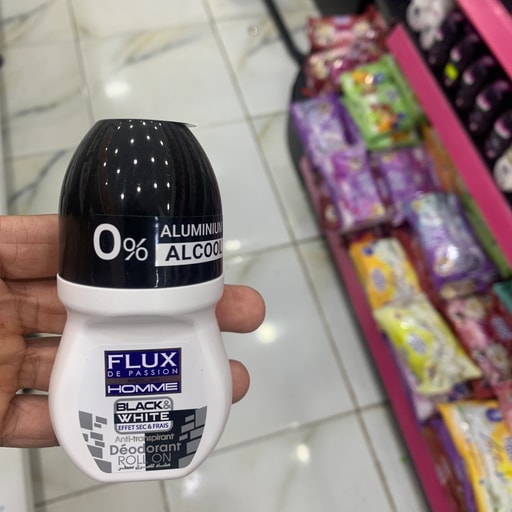 0% ALUMINIUM
ALCOOL
FLUX
DE PASSION
HOMME
BLACK &
WHITE
EFFET SEC & FRAIS
Anti-transpirant
Déodorant
ROLL ON